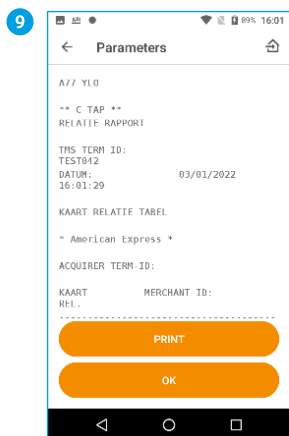 9
89% 16:01
Parameters
A77 YLO
** C TAP **
RELATIE RAPPORT
TMS TERM ID:
TEST042
DATUM: 03/01/2022
16:01:29
KAART RELATIE TABEL
* American Express *
ACQUIRER TERM-ID:
KAART MERCHANT ID:
REL.
----------------------------------------
PRINT
OK